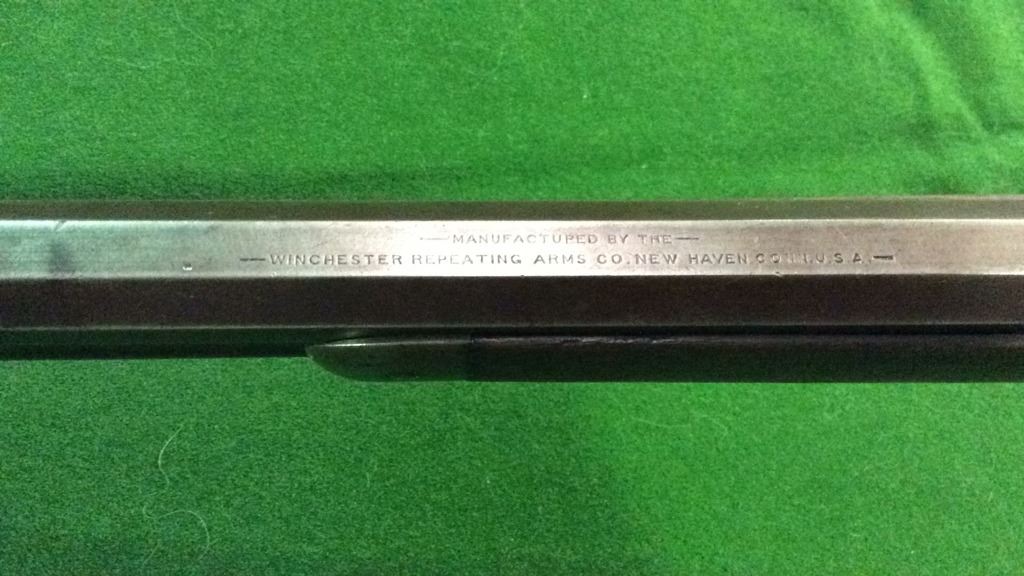 —MANUFACTURED BY THE—
—WINCHESTER REPEATING ARMS CO. NEW HAVEN. CONN. U.S.A.—